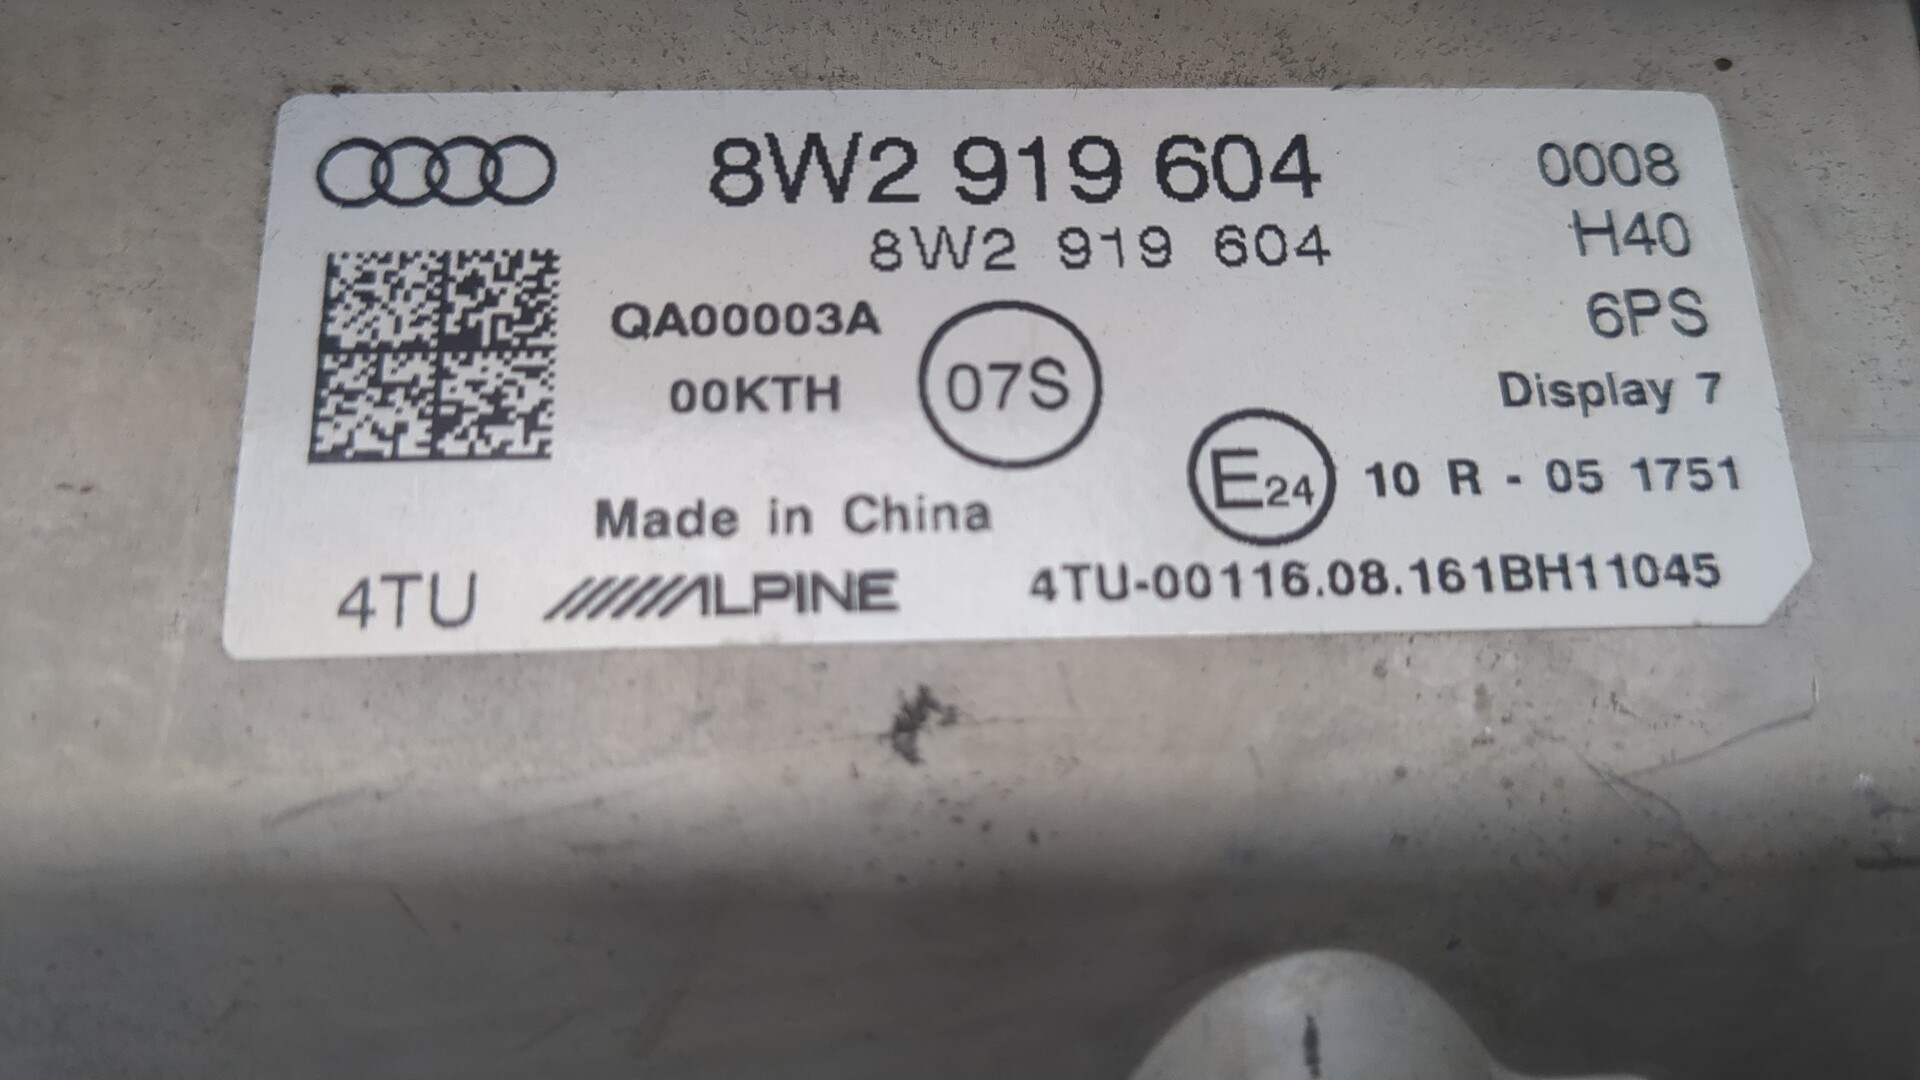 8W2 919 604 0008
8W2 919 604 H40
QA00003A 6PS
00KTH 07S Display 7
E24 10 R - 05 1751
Made in China
4TU ALPINE 4TU-00116.08.161BH11045